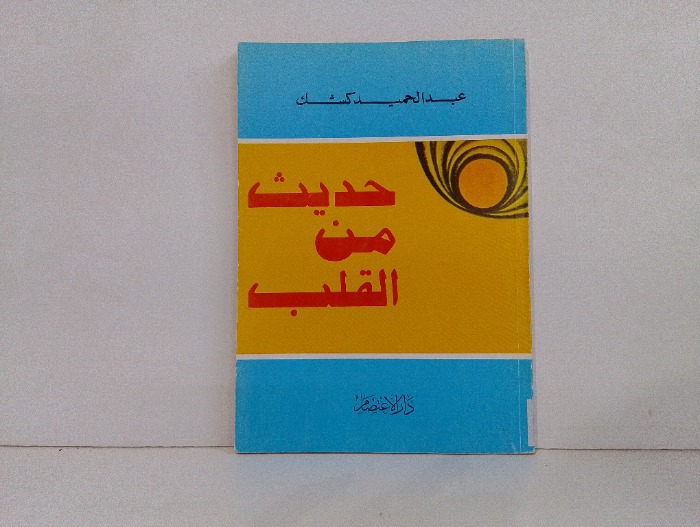 عبد الحميد كشك
حديث
من
القلب
دار الاعتصام